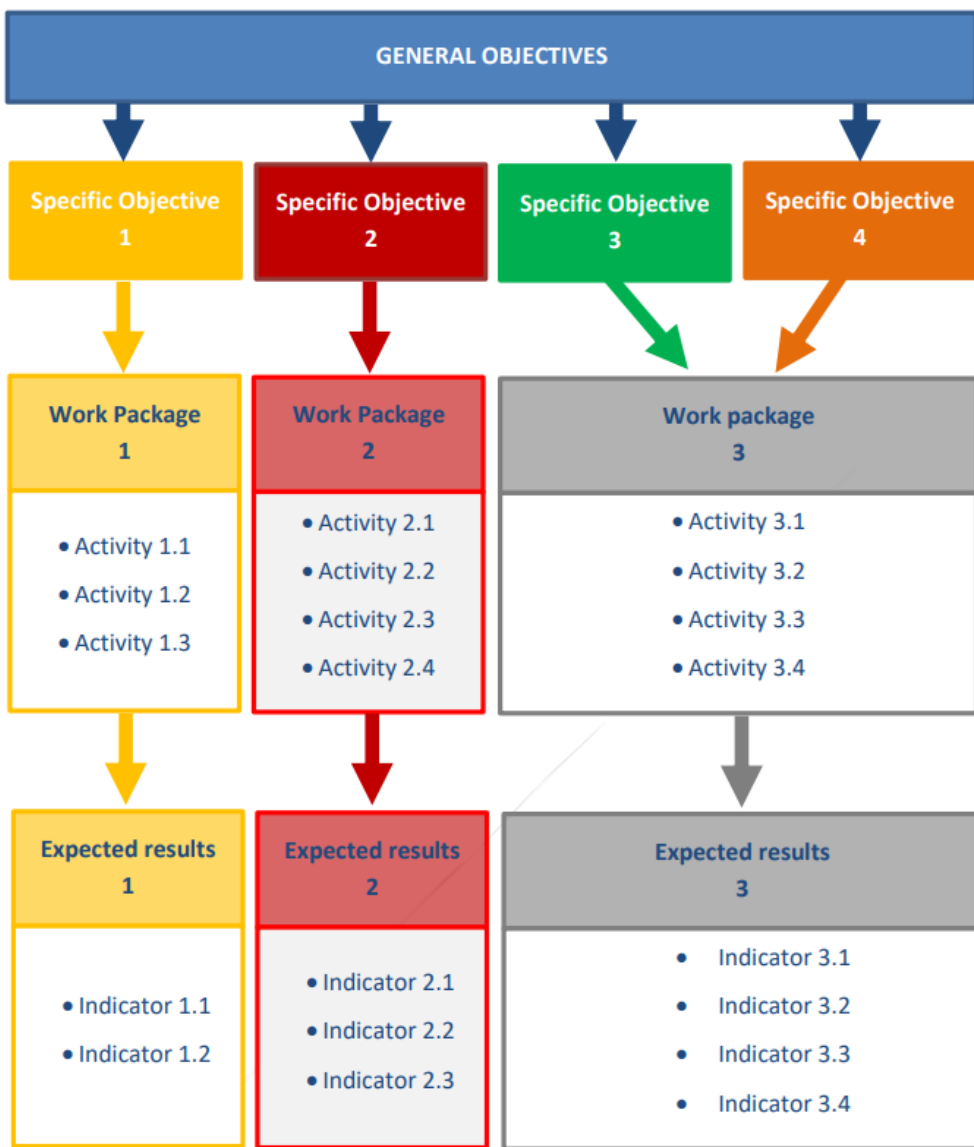 GENERAL OBJECTIVES
Specific Objective
1
Specific Objective
2
Specific Objective
3
Specific Objective
4
Work Package
1
• Activity 1.1
• Activity 1.2
• Activity 1.3
Work Package
2
• Activity 2.1
• Activity 2.2
• Activity 2.3
• Activity 2.4
Work package
3
• Activity 3.1
• Activity 3.2
• Activity 3.3
• Activity 3.4
Expected results
1
• Indicator 1.1
• Indicator 1.2
Expected results
2
• Indicator 2.1
• Indicator 2.2
• Indicator 2.3
Expected results
3
• Indicator 3.1
• Indicator 3.2
• Indicator 3.3
• Indicator 3.4